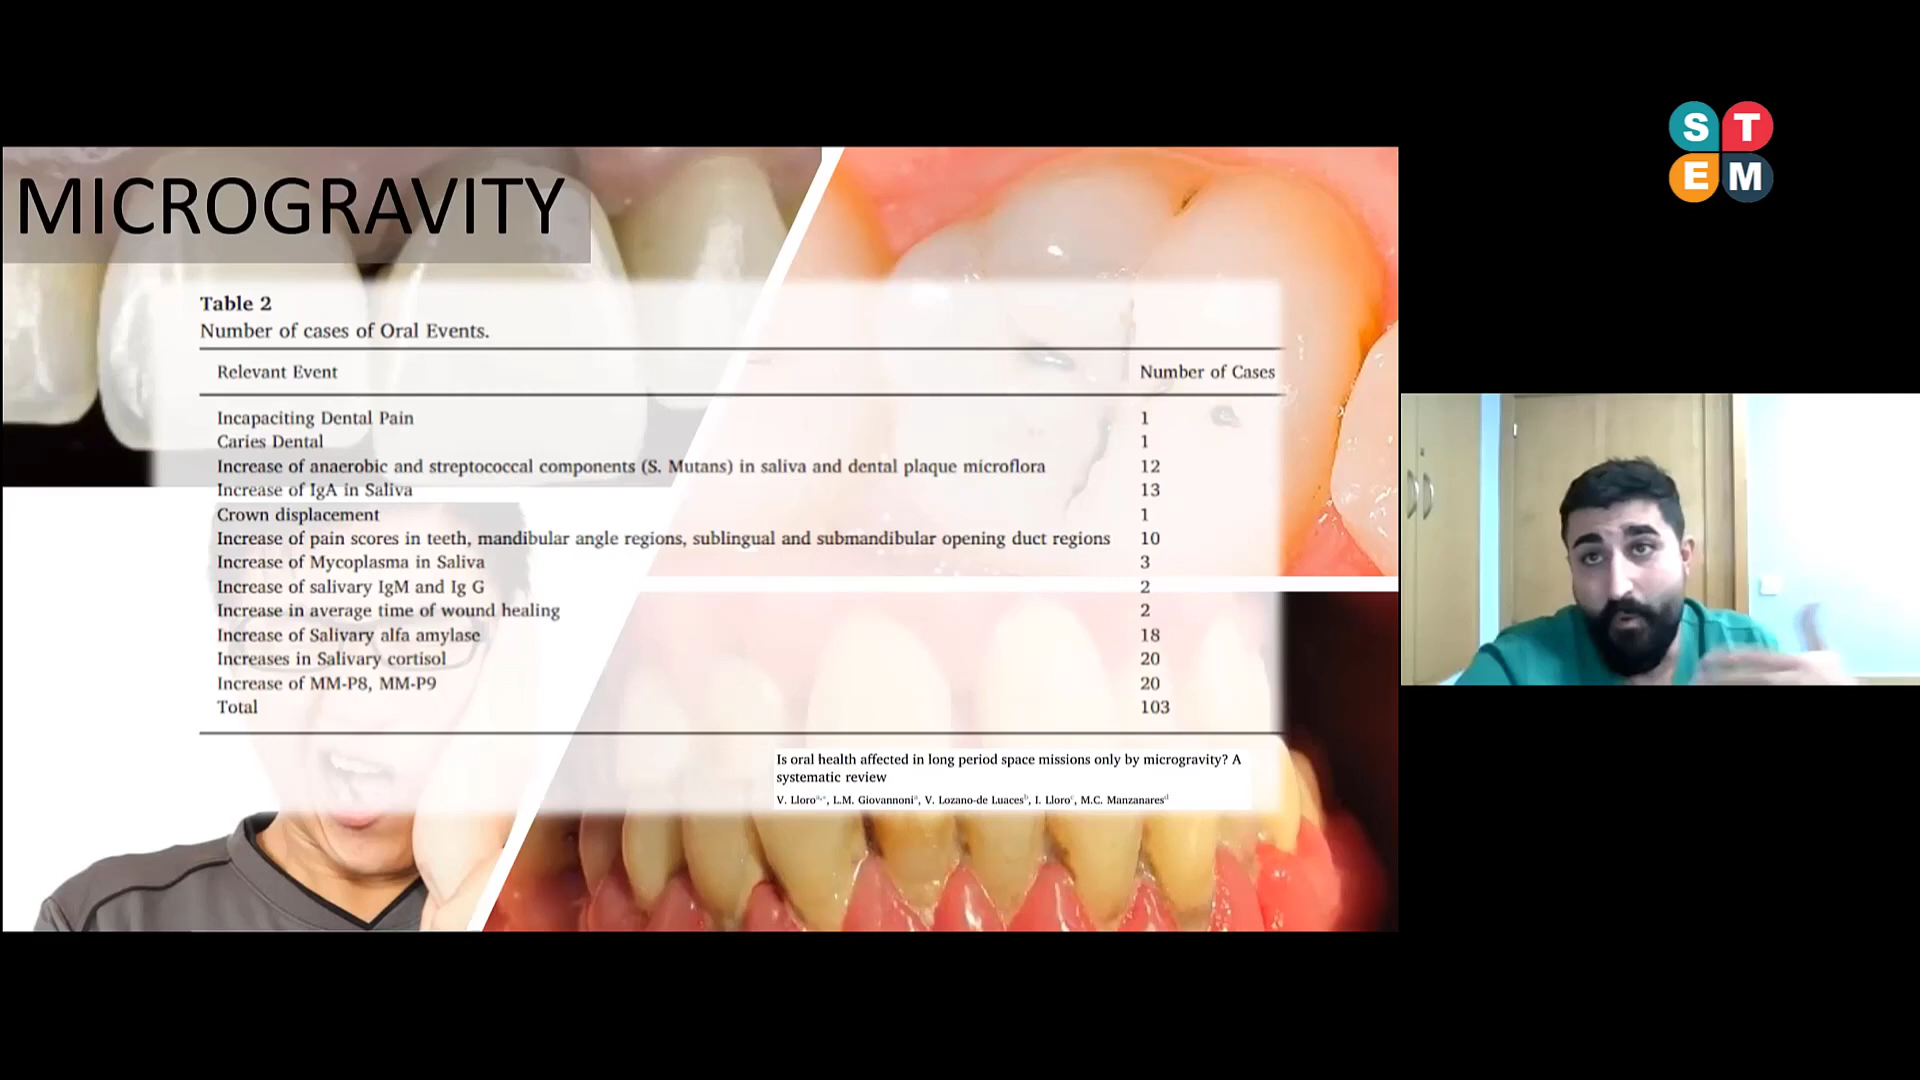 S T
E M
MICROGRAVITY
Table 2
Number of cases of Oral Events.
Relevant Event Number of Cases
Incapaciting Dental Pain 1
Caries Dental 1
Increase of anaerobic and streptococcal components (S. Mutans) in saliva and dental plaque microflora 12
Increase of IgA in Saliva 13
Crown displacement 1
Increase of pain scores in teeth, mandibular angle regions, sublingual and submandibular opening duct regions 10
Increase of Mycoplasma in Saliva 3
Increase of salivary IgM and Ig G 2
Increase in average time of wound healing 2
Increase of Salivary alfa amylase 18
Increases in Salivary cortisol 20
Increase of MM-P8, MM-P9 20
Total 103
Is oral health affected in long period space missions only by microgravity? A
systematic review
V. Lloro, L.M. Giovannoni, V. Lozano-de Luaces, I. Lloro, M.C. Manzanares